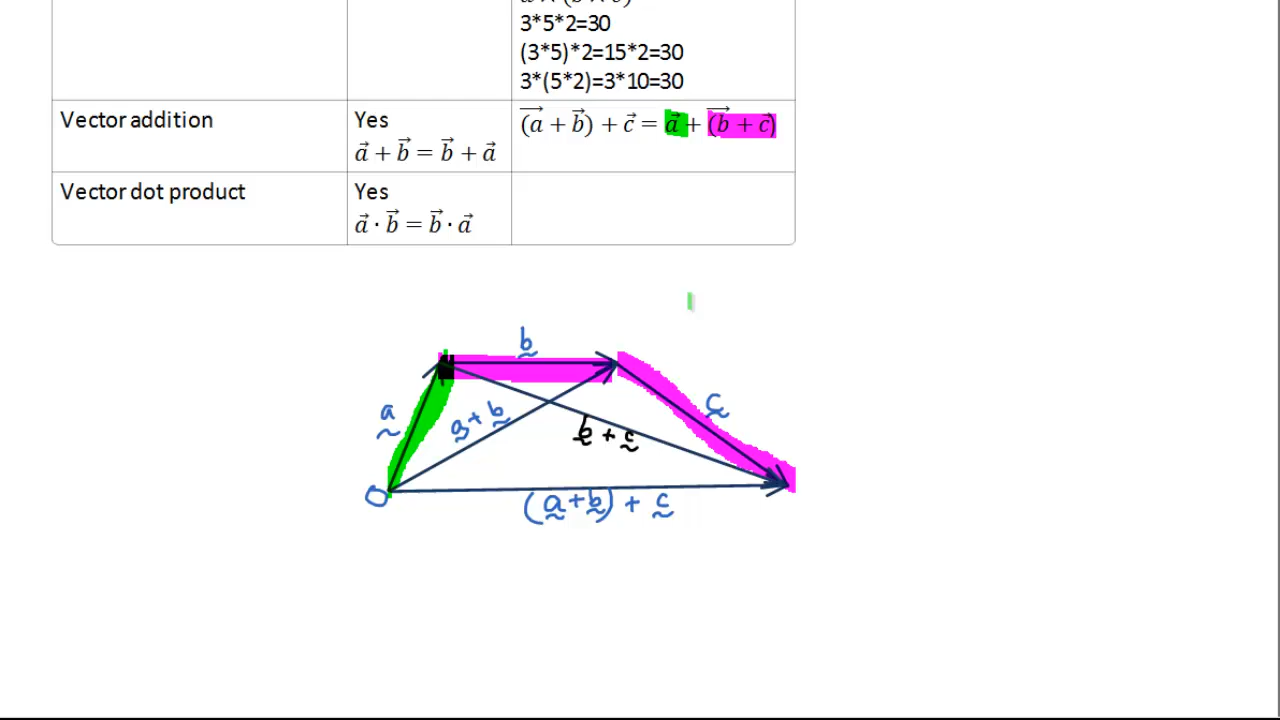 3*5*2=30
(3*5)*2=15*2=30
3*(5*2)=3*10=30
Vector addition
Yes
a⃗ + b⃗ = b⃗ + a⃗
(a⃗ + b⃗) + c⃗ = a⃗ + (b⃗ + c⃗)
Vector dot product
Yes
a⃗ · b⃗ = b⃗ · a⃗
b
a
a + b
c
b + c
O
(a + b) + c